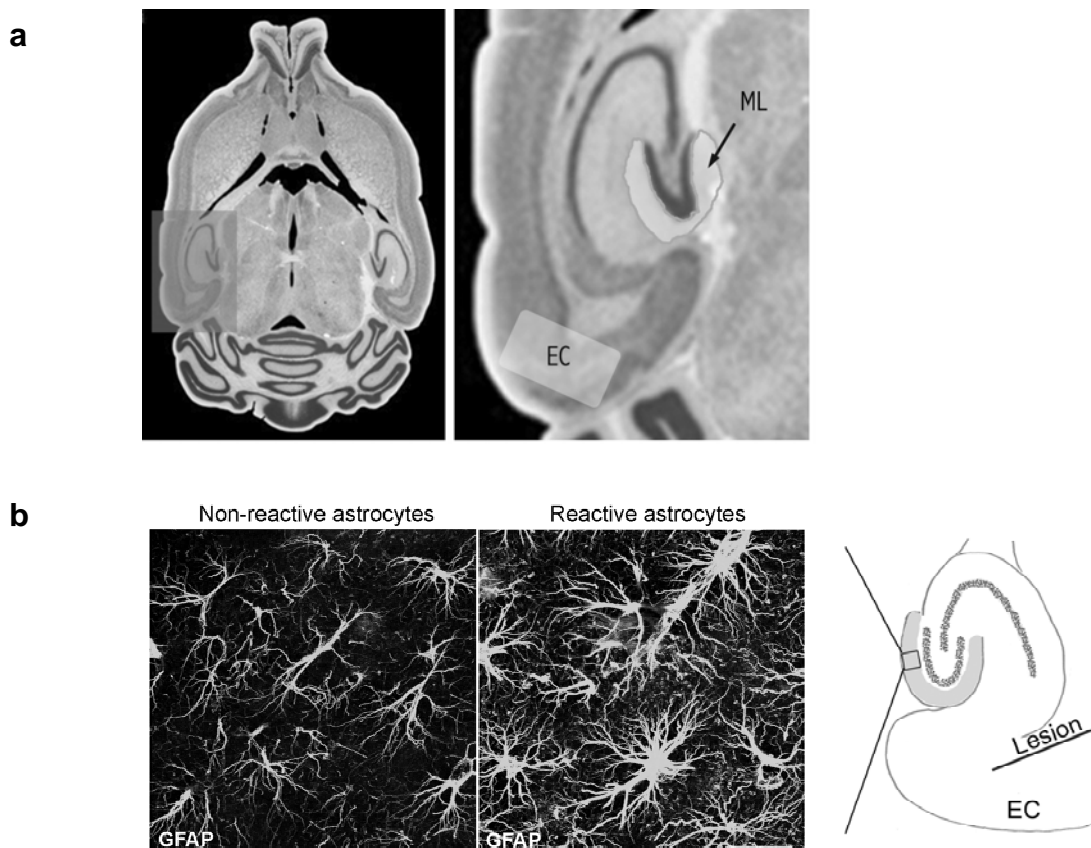 a
ML
EC
b
Non-reactive astrocytes
Reactive astrocytes
GFAP
GFAP
Lesion
EC